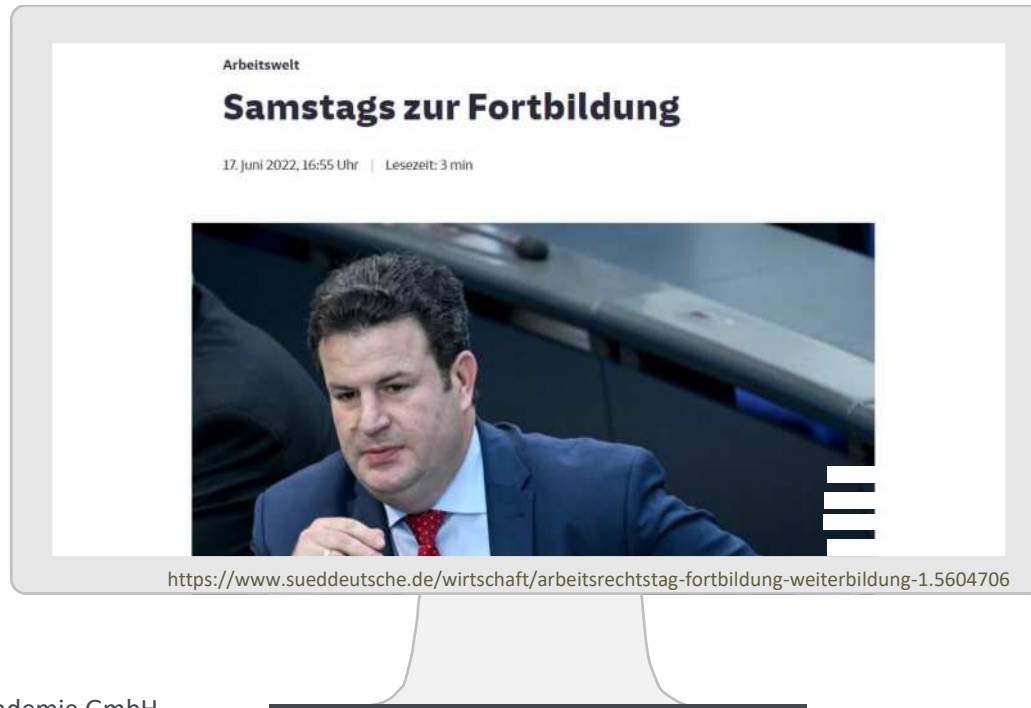 Arbeitswelt
Samstags zur Fortbildung
17. Juni 2022, 16:55 Uhr | Lesezeit: 3 min
https://www.sueddeutsche.de/wirtschaft/arbeitsrechtstag-fortbildung-weiterbildung-1.5604706
GmbH